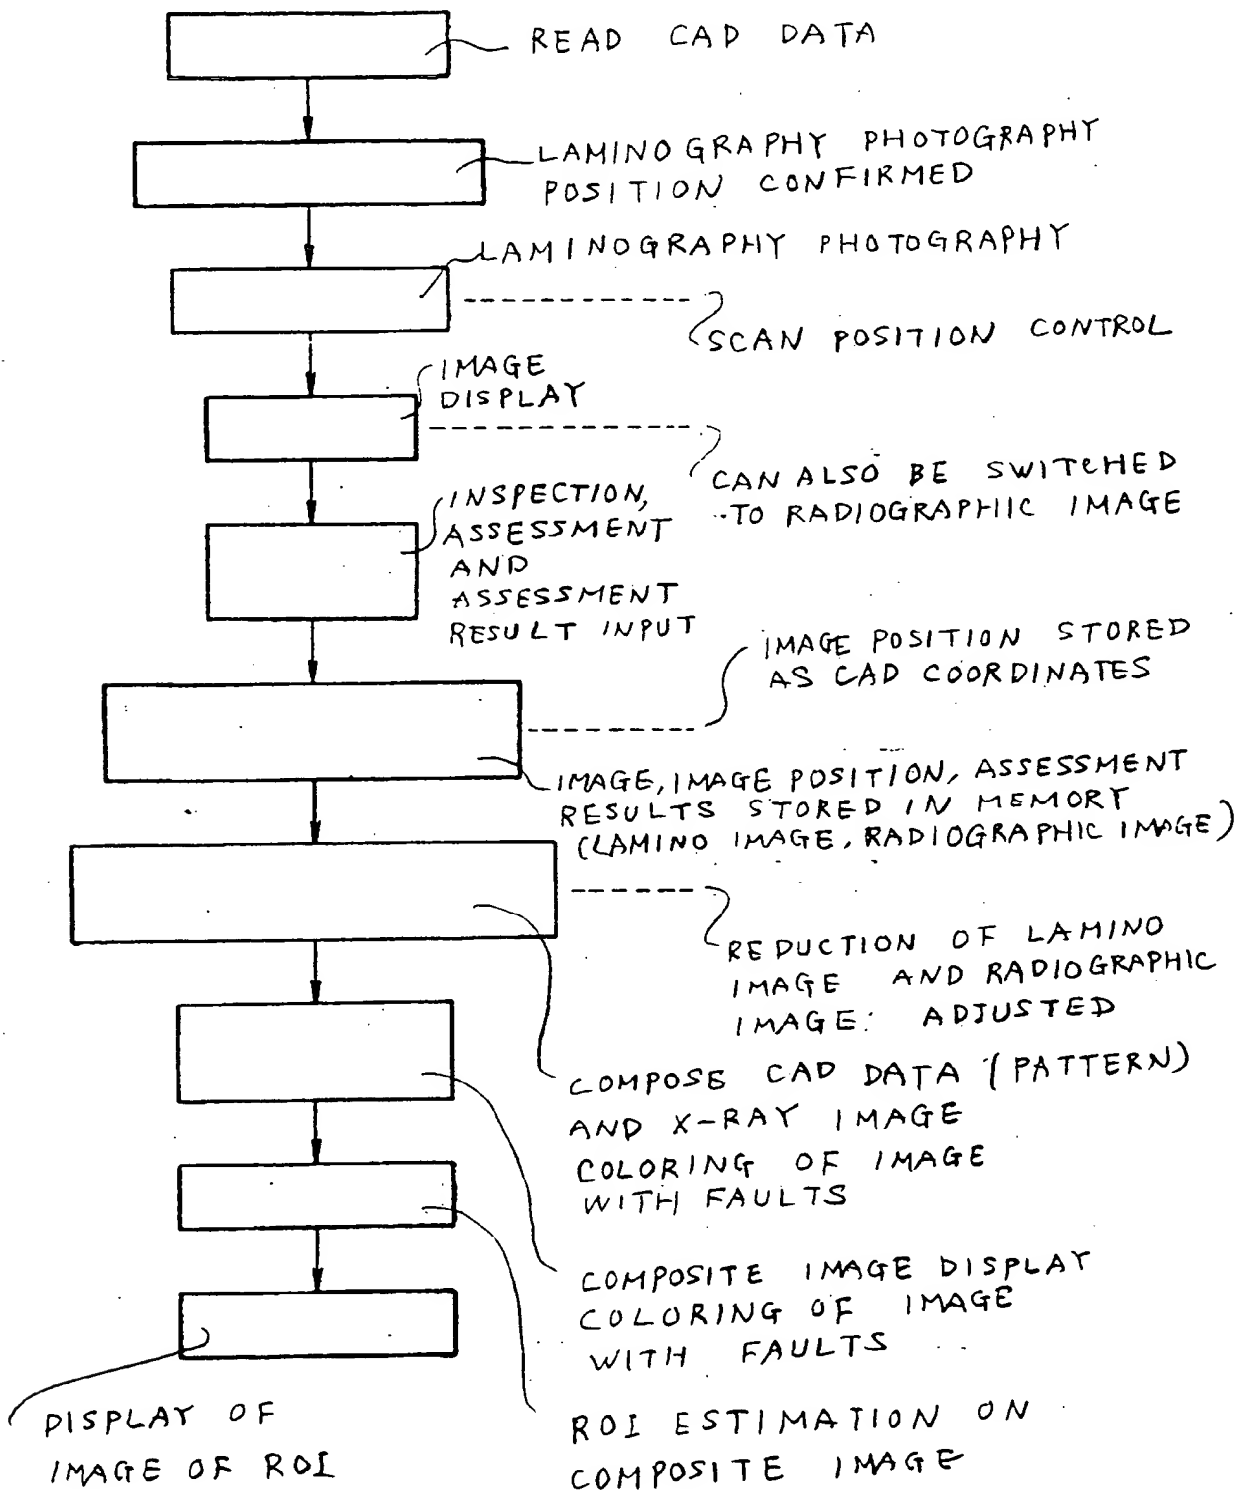 READ CAD DATA
LAMINOGRAPHY PHOTOGRAPHY
POSITION CONFIRMED
LAMINOGRAPHY PHOTOGRAPHY
SCAN POSITION CONTROL
IMAGE
DISPLAY
CAN ALSO BE SWITCHED
TO RADIOGRAPHIC IMAGE
INSPECTION,
ASSESSMENT
AND
ASSESSMENT
RESULT INPUT
IMAGE POSITION STORED
AS CAD COORDINATES
IMAGE, IMAGE POSITION, ASSESSMENT
RESULTS STORED IN MEMORY
(LAMINO IMAGE, RADIOGRAPHIC IMAGE)
REDUCTION OF LAMINO
IMAGE AND RADIOGRAPHIC
IMAGE: ADJUSTED
COMPOSE CAD DATA (PATTERN)
AND X-RAY IMAGE
COLORING OF IMAGE
WITH FAULTS
COMPOSITE IMAGE DISPLAY
COLORING OF IMAGE
WITH FAULTS
ROI ESTIMATION ON
COMPOSITE IMAGE
DISPLAY OF
IMAGE OF ROI